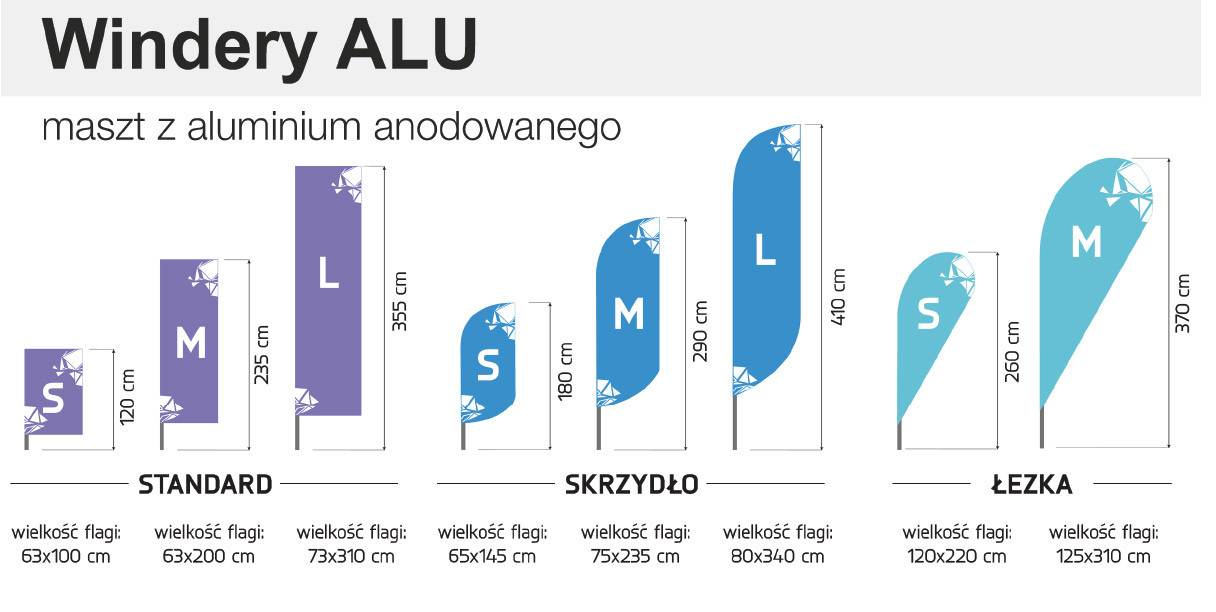 Windery ALU
maszt z aluminium anodowanego
S
120 cm
M
235 cm
L
355 cm
S
180 cm
M
290 cm
L
410 cm
S
260 cm
M
370 cm
STANDARD
SKRZYDŁO
ŁEZKA
wielkość flagi:
63x100 cm
wielkość flagi:
63x200 cm
wielkość flagi:
73x310 cm
wielkość flagi:
65x145 cm
wielkość flagi:
75x235 cm
wielkość flagi:
80x340 cm
wielkość flagi:
120x220 cm
wielkość flagi:
125x310 cm